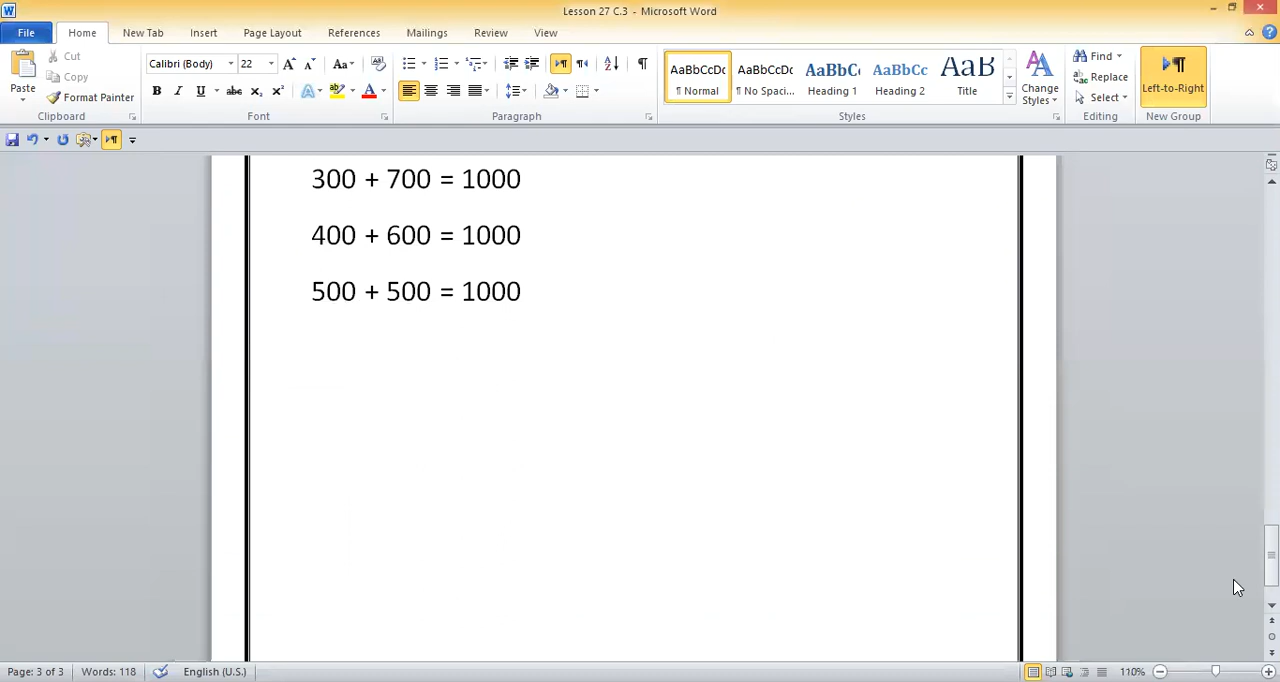 Lesson 27 C.3 - Microsoft Word
File Home New Tab Insert Page Layout References Mailings Review View
Paste
Cut
Copy
Format Painter
Clipboard
Calibri (Body) 22
Font
Paragraph
AaBbCcDc ¶ Normal
AaBbCcDc ¶ No Spaci...
AaBbC Heading 1
AaBbCc Heading 2
AaB Title
Change Styles
Styles
Find
Replace
Select
Editing
Left-to-Right
New Group
300 + 700 = 1000
400 + 600 = 1000
500 + 500 = 1000
Page: 3 of 3 Words: 118 English (U.S.) 110%